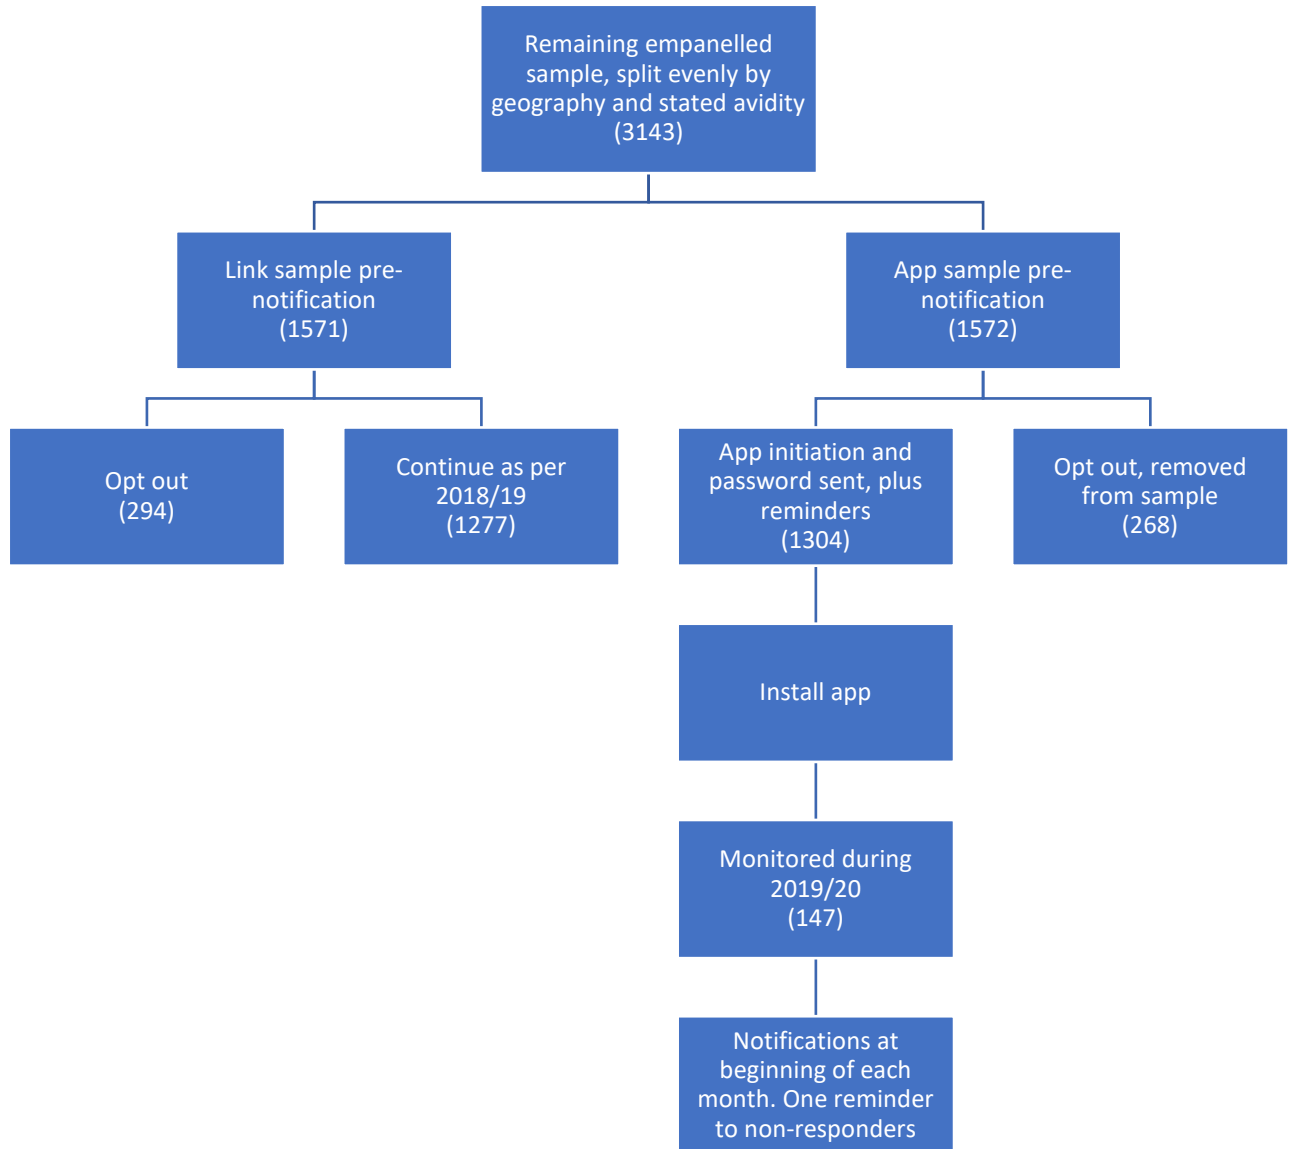 Remaining empanelled
sample, split evenly by
geography and stated avidity
(3143)
Link sample pre-
notification
(1571)
App sample pre-
notification
(1572)
Opt out
(294)
Continue as per
2018/19
(1277)
App initiation and
password sent, plus
reminders
(1304)
Opt out, removed
from sample
(268)
Install app
Monitored during
2019/20
(147)
Notifications at
beginning of each
month. One reminder
to non-responders